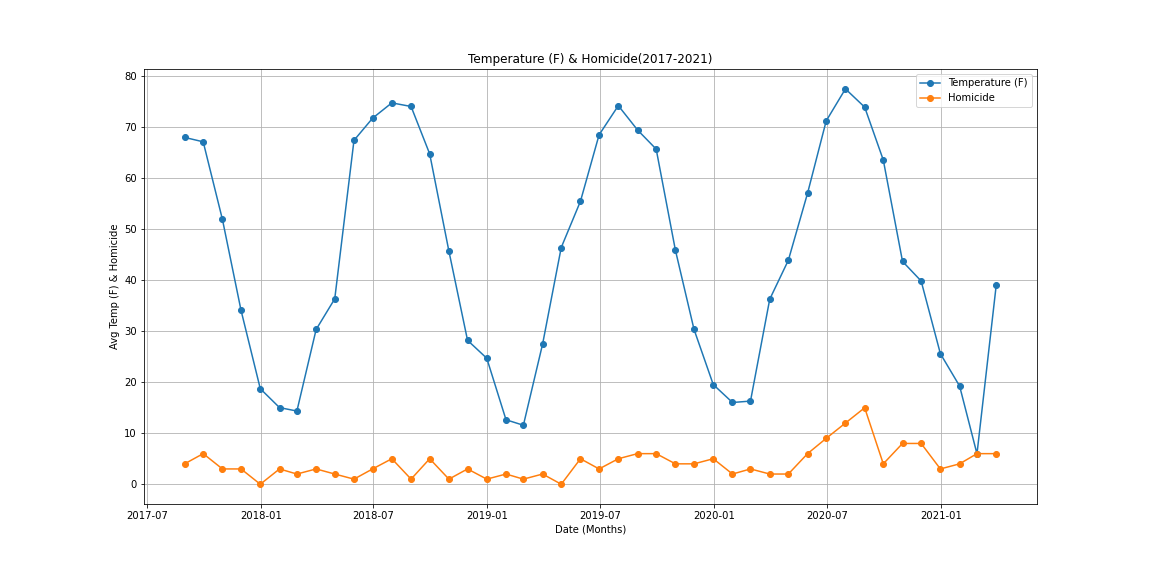 Temperature (F) & Homicide(2017-2021)
Temperature (F)
Homicide
80
70
60
50
40
30
20
10
0
Avg Temp (F) & Homicide
2017-07 2018-01 2018-07 2019-01 2019-07 2020-01 2020-07 2021-01
Date (Months)